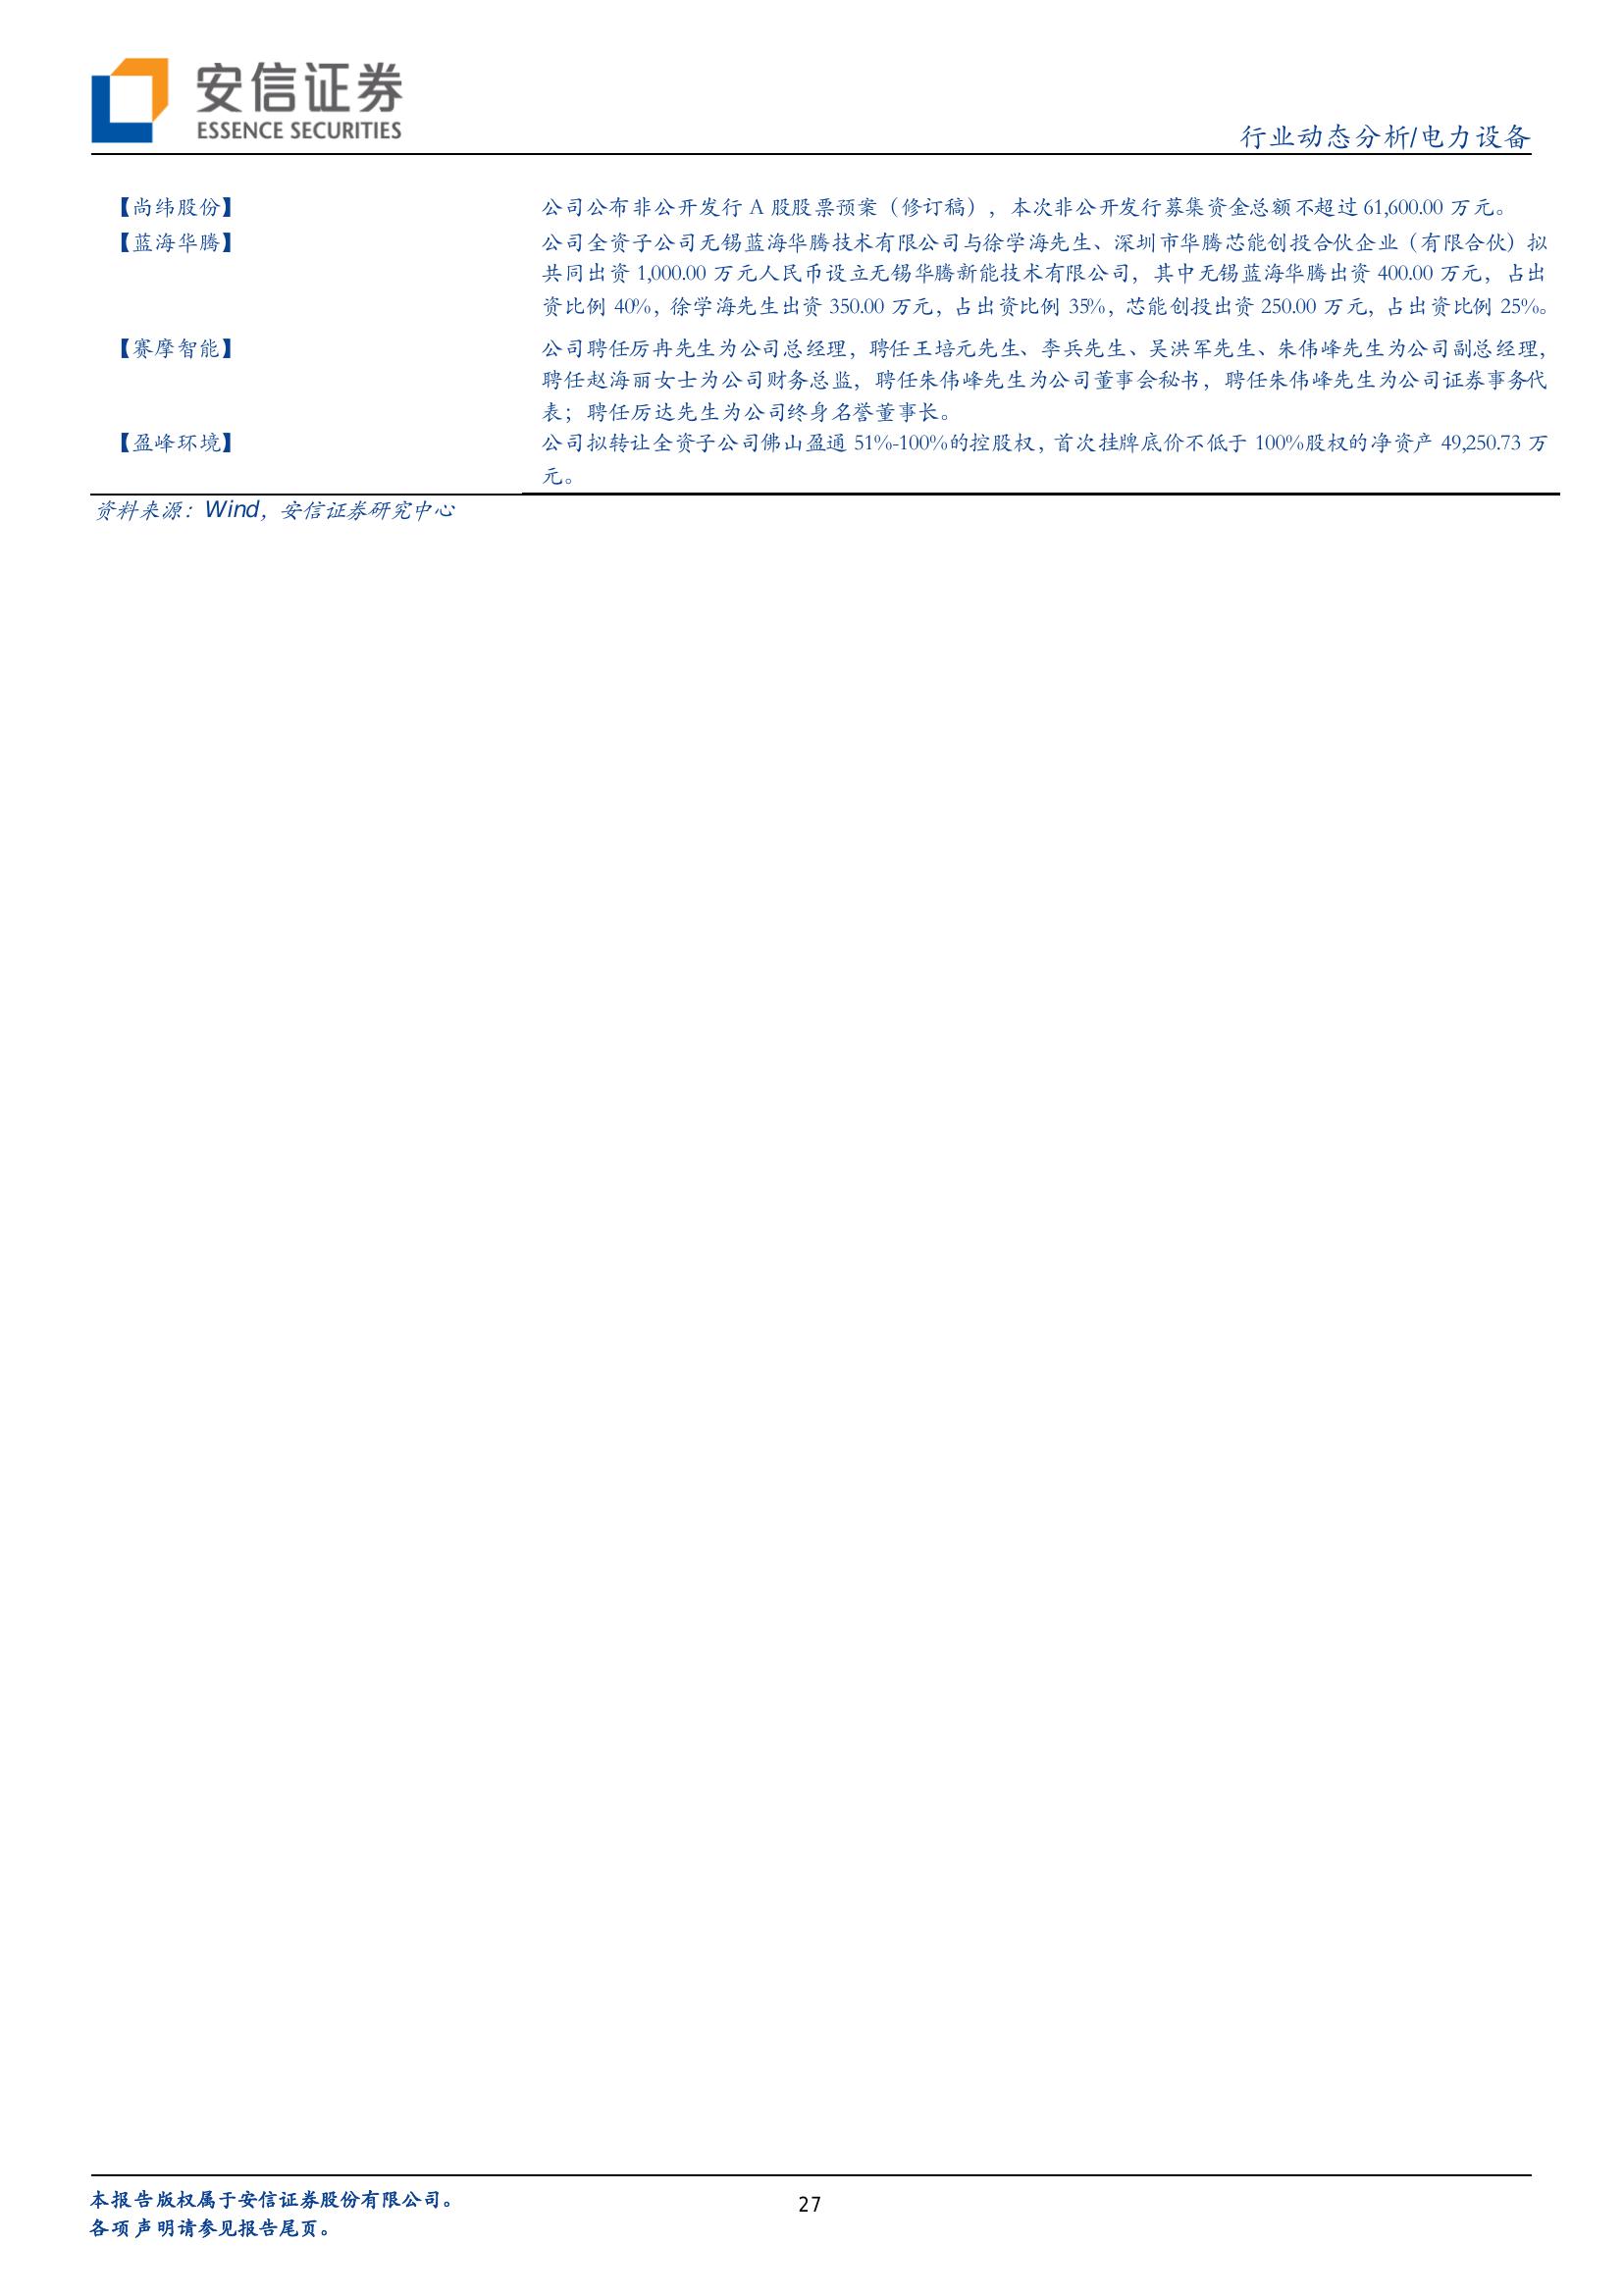 安信证券
ESSENCE SECURITIES
行业动态分析/电力设备
【尚纬股份】
公司公布非公开发行 A 股股票预案（修订稿），本次非公开发行募集资金总额不超过 61,600.00 万元。
【蓝海华腾】
公司全资子公司无锡蓝海华腾技术有限公司与徐学海先生、深圳市华腾芯能创投合伙企业（有限合伙）拟
共同出资 1,000.00 万元人民币设立无锡华腾新能技术有限公司，其中无锡蓝海华腾出资 400.00 万元，占出
资比例 40%，徐学海先生出资 350.00 万元，占出资比例 35%，芯能创投出资 250.00 万元，占出资比例 25%。
【赛摩智能】
公司聘任厉冉先生为公司总经理，聘任王培元先生、李兵先生、吴洪军先生、朱伟峰先生为公司副总经理，
聘任赵海丽女士为公司财务总监，聘任朱伟峰先生为公司董事会秘书，聘任朱伟峰先生为公司证券事务代
表；聘任厉达先生为公司终身名誉董事长。
【盈峰环境】
公司拟转让全资子公司佛山盈通 51%-100%的控股权，首次挂牌底价不低于 100%股权的净资产 49,250.73 万
元。
资料来源：Wind，安信证券研究中心
本报告版权属于安信证券股份有限公司。
27
各项声明请参见报告尾页。